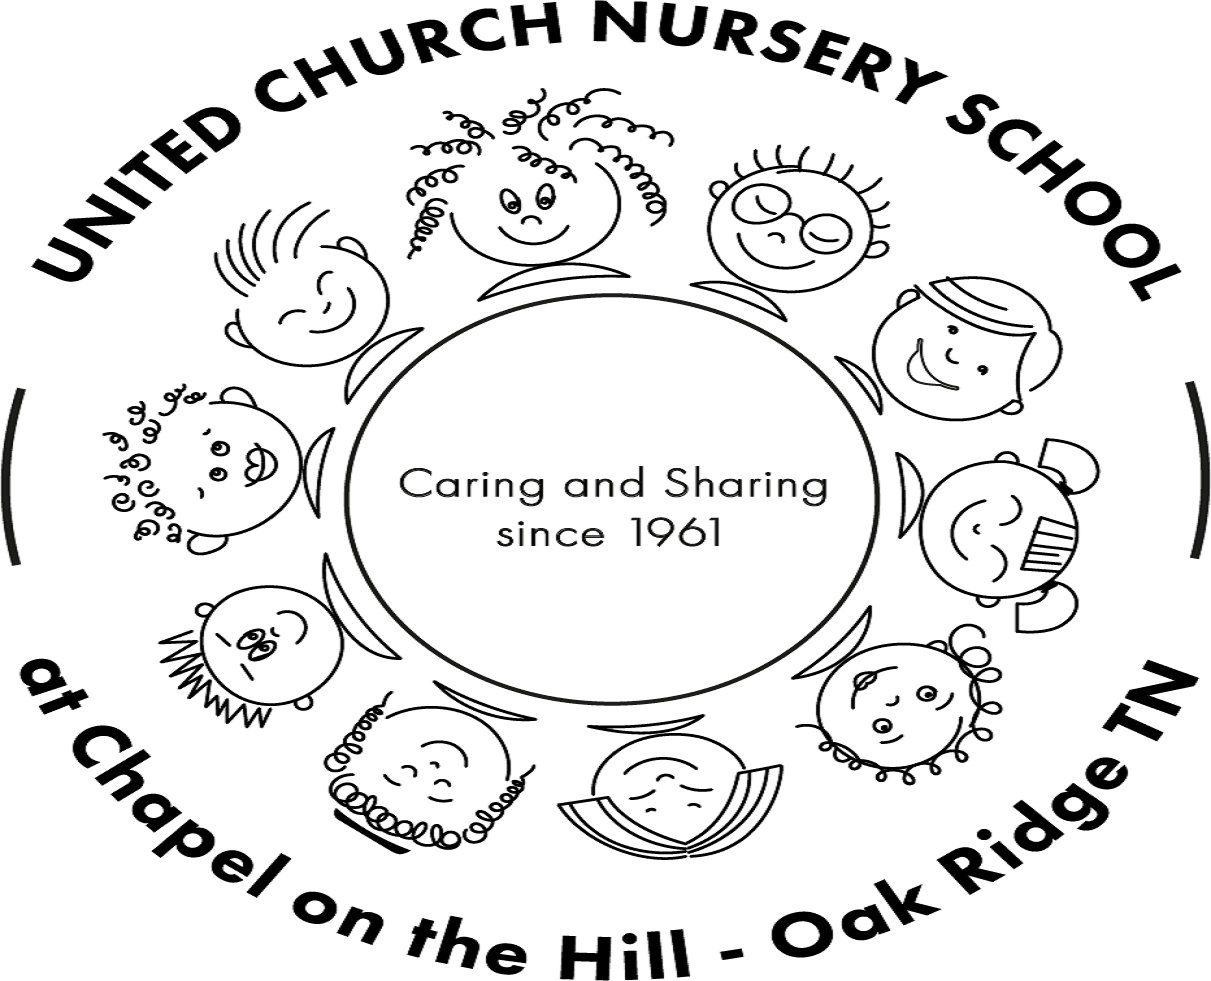 UNITED CHURCH NURSERY SCHOOL
Caring and Sharing
since 1961
at Chapel on the Hill - Oak Ridge TN